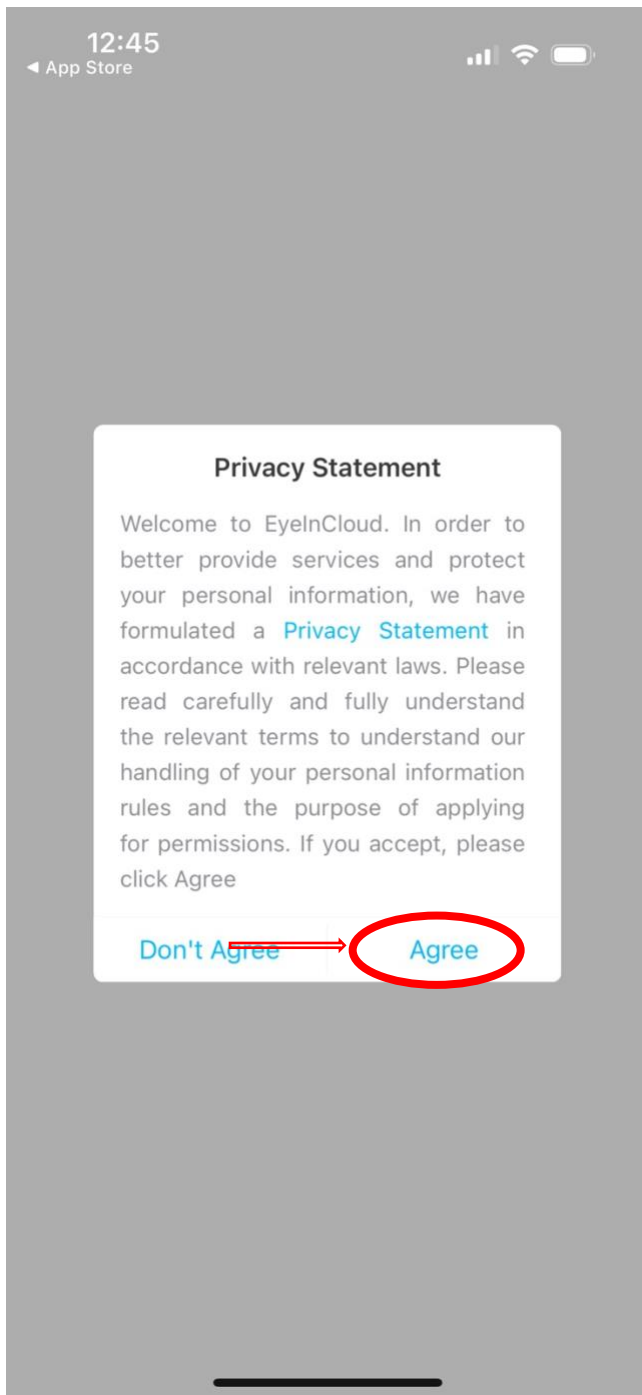 12:45
◀ App Store
Privacy Statement
Welcome to EyeInCloud. In order to
better provide services and protect
your personal information, we have
formulated a Privacy Statement in
accordance with relevant laws. Please
read carefully and fully understand
the relevant terms to understand our
handling of your personal information
rules and the purpose of applying
for permissions. If you accept, please
click Agree
Don't Agree
Agree